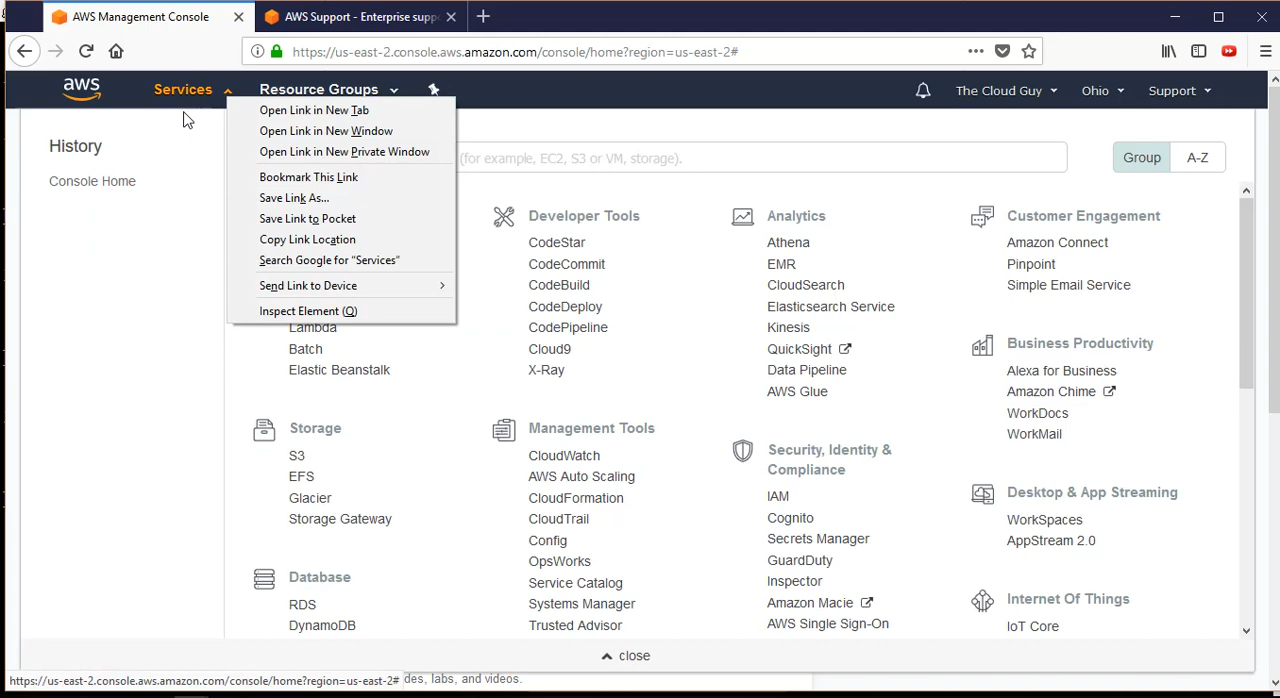 AWS Management Console
AWS Support - Enterprise supp
https://us-east-2.console.aws.amazon.com/console/home?region=us-east-2#
aws
Services
Resource Groups
The Cloud Guy
Ohio
Support
Open Link in New Tab
Open Link in New Window
Open Link in New Private Window
Bookmark This Link
Save Link As...
Save Link to Pocket
Copy Link Location
Search Google for “Services”
Send Link to Device
Inspect Element (Q)
History
Console Home
(for example, EC2, S3 or VM, storage).
Group
A-Z
Lambda
Batch
Elastic Beanstalk
Storage
S3
EFS
Glacier
Storage Gateway
Database
RDS
DynamoDB
Developer Tools
CodeStar
CodeCommit
CodeBuild
CodeDeploy
CodePipeline
Cloud9
X-Ray
Management Tools
CloudWatch
AWS Auto Scaling
CloudFormation
CloudTrail
Config
OpsWorks
Service Catalog
Systems Manager
Trusted Advisor
Analytics
Athena
EMR
CloudSearch
Elasticsearch Service
Kinesis
QuickSight
Data Pipeline
AWS Glue
Security, Identity &
Compliance
IAM
Cognito
Secrets Manager
GuardDuty
Inspector
Amazon Macie
AWS Single Sign-On
Customer Engagement
Amazon Connect
Pinpoint
Simple Email Service
Business Productivity
Alexa for Business
Amazon Chime
WorkDocs
WorkMail
Desktop & App Streaming
WorkSpaces
AppStream 2.0
Internet Of Things
IoT Core
close
https://us-east-2.console.aws.amazon.com/console/home?region=us-east-2#
des, labs, and videos.